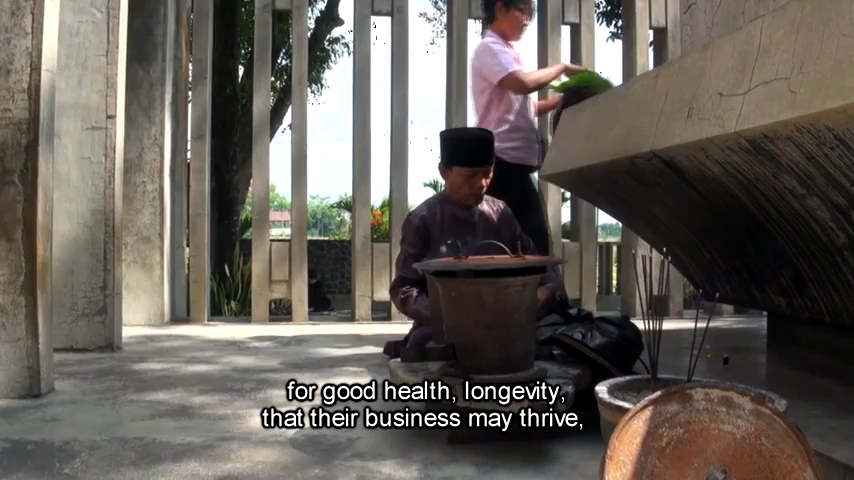 for good health, longevity,
that their business may thrive,